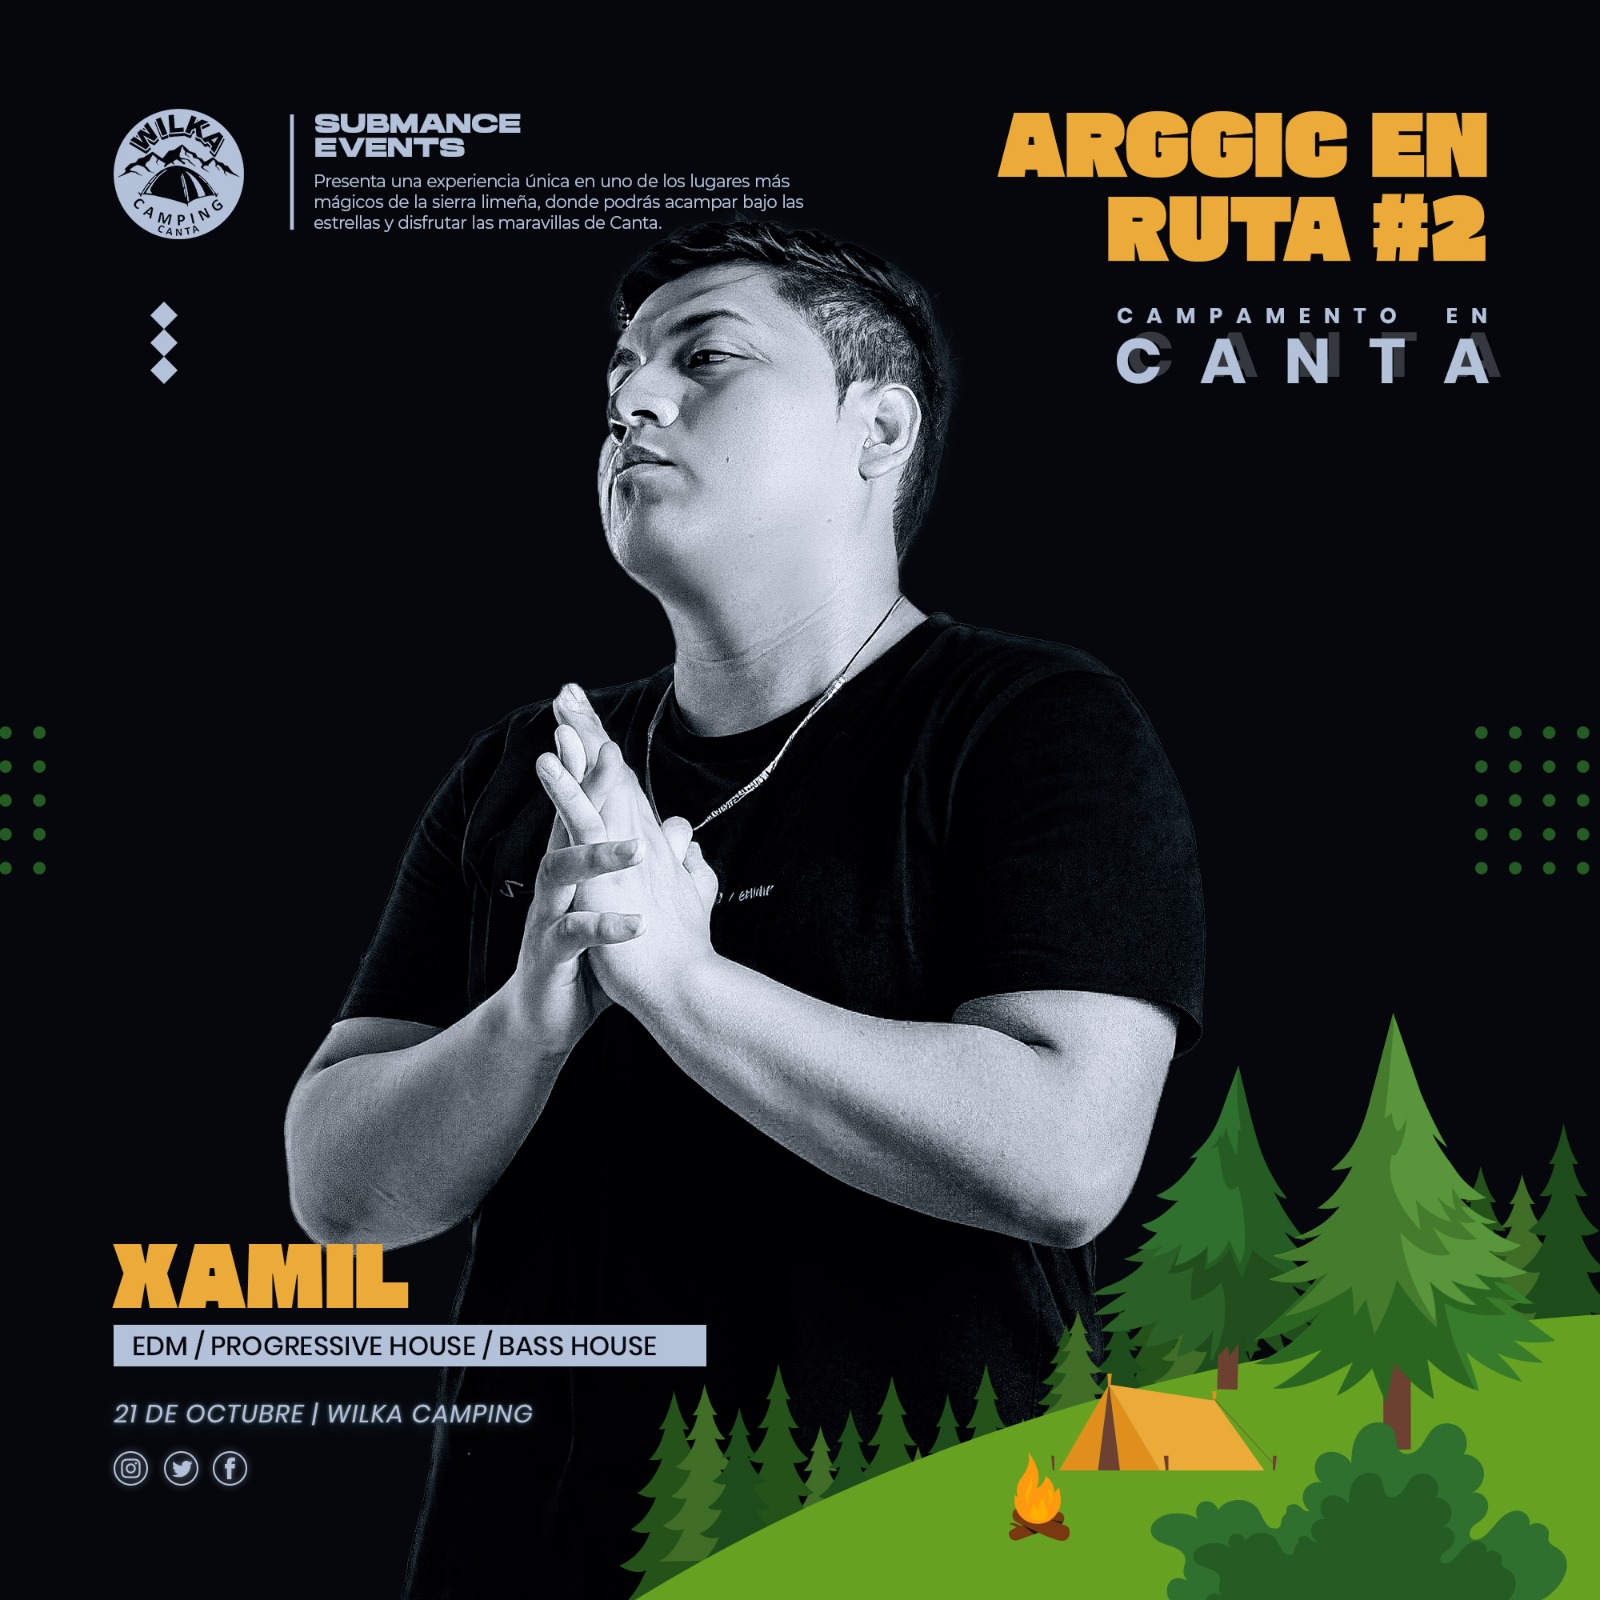 WILKA
CAMPING
CANTA
SUBMANCE
EVENTS
Presenta una experiencia única en uno de los lugares más
mágicos de la sierra limeña, donde podrás acampar bajo las
estrellas y disfrutar las maravillas de Canta.
ARGGIC EN
RUTA #2
CAMPAMENTO EN
CANTA
XAMIL
EDM / PROGRESSIVE HOUSE / BASS HOUSE
21 DE OCTUBRE | WILKA CAMPING